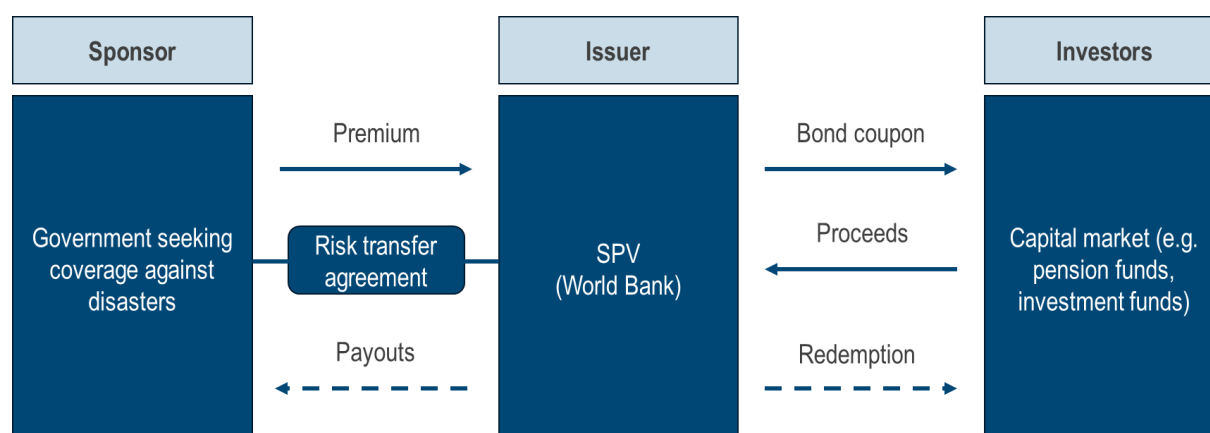 Sponsor
Issuer
Investors
Premium
Bond coupon
Government seeking
coverage against
disasters
Risk transfer
agreement
SPV
(World Bank)
Proceeds
Capital market (e.g.
pension funds,
investment funds)
Payouts
Redemption